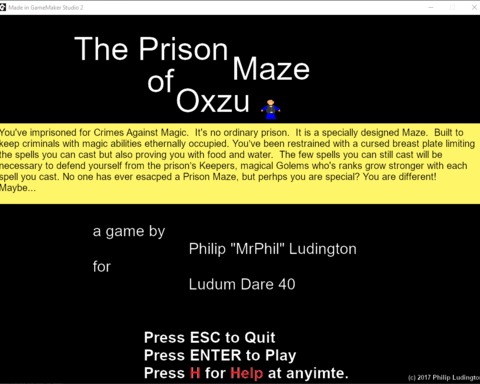 Made in GameMaker Studio 2
The Prison
Maze
of
Oxzu
You've imprisoned for Crimes Against Magic. It's no ordinary prison. It is a specially designed Maze. Built to
keep criminals with magic abilities ethernally occupied. You've been restrained with a cursed breast plate limiting
the spells you can cast but also proving you with food and water. The few spells you can still cast will be
necessary to defend yourself from the prison's Keepers, magical Golems who's ranks grow stronger with each
spell you cast. No one has ever esacped a Prison Maze, but perhps you are special? You are different!
Maybe...
a game by
Philip "MrPhil" Ludington
for
Ludum Dare 40
Press ESC to Quit
Press ENTER to Play
Press H for Help at anyimte.
(c) 2017 Philip Ludington